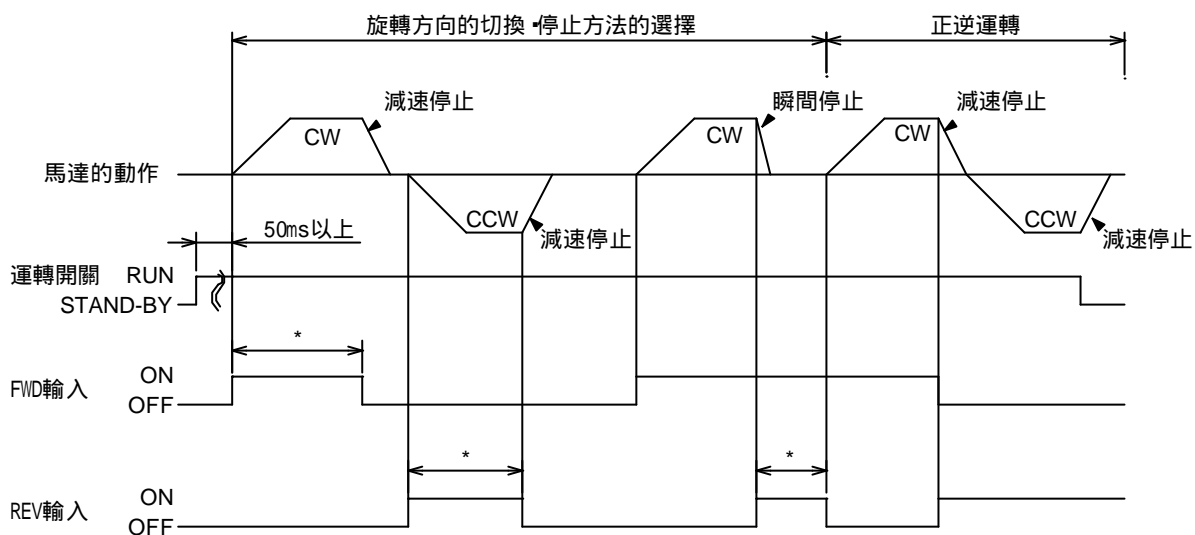 旋轉方向的切換・停止方法的選擇
正逆運轉
減速停止
瞬間停止
減速停止
CW
CW
CW
馬達的動作
CCW
CCW
50ms以上
減速停止
減速停止
運轉開關 RUN
STAND-BY
*
FWD輸入 ON
OFF
*
*
REV輸入 ON
OFF